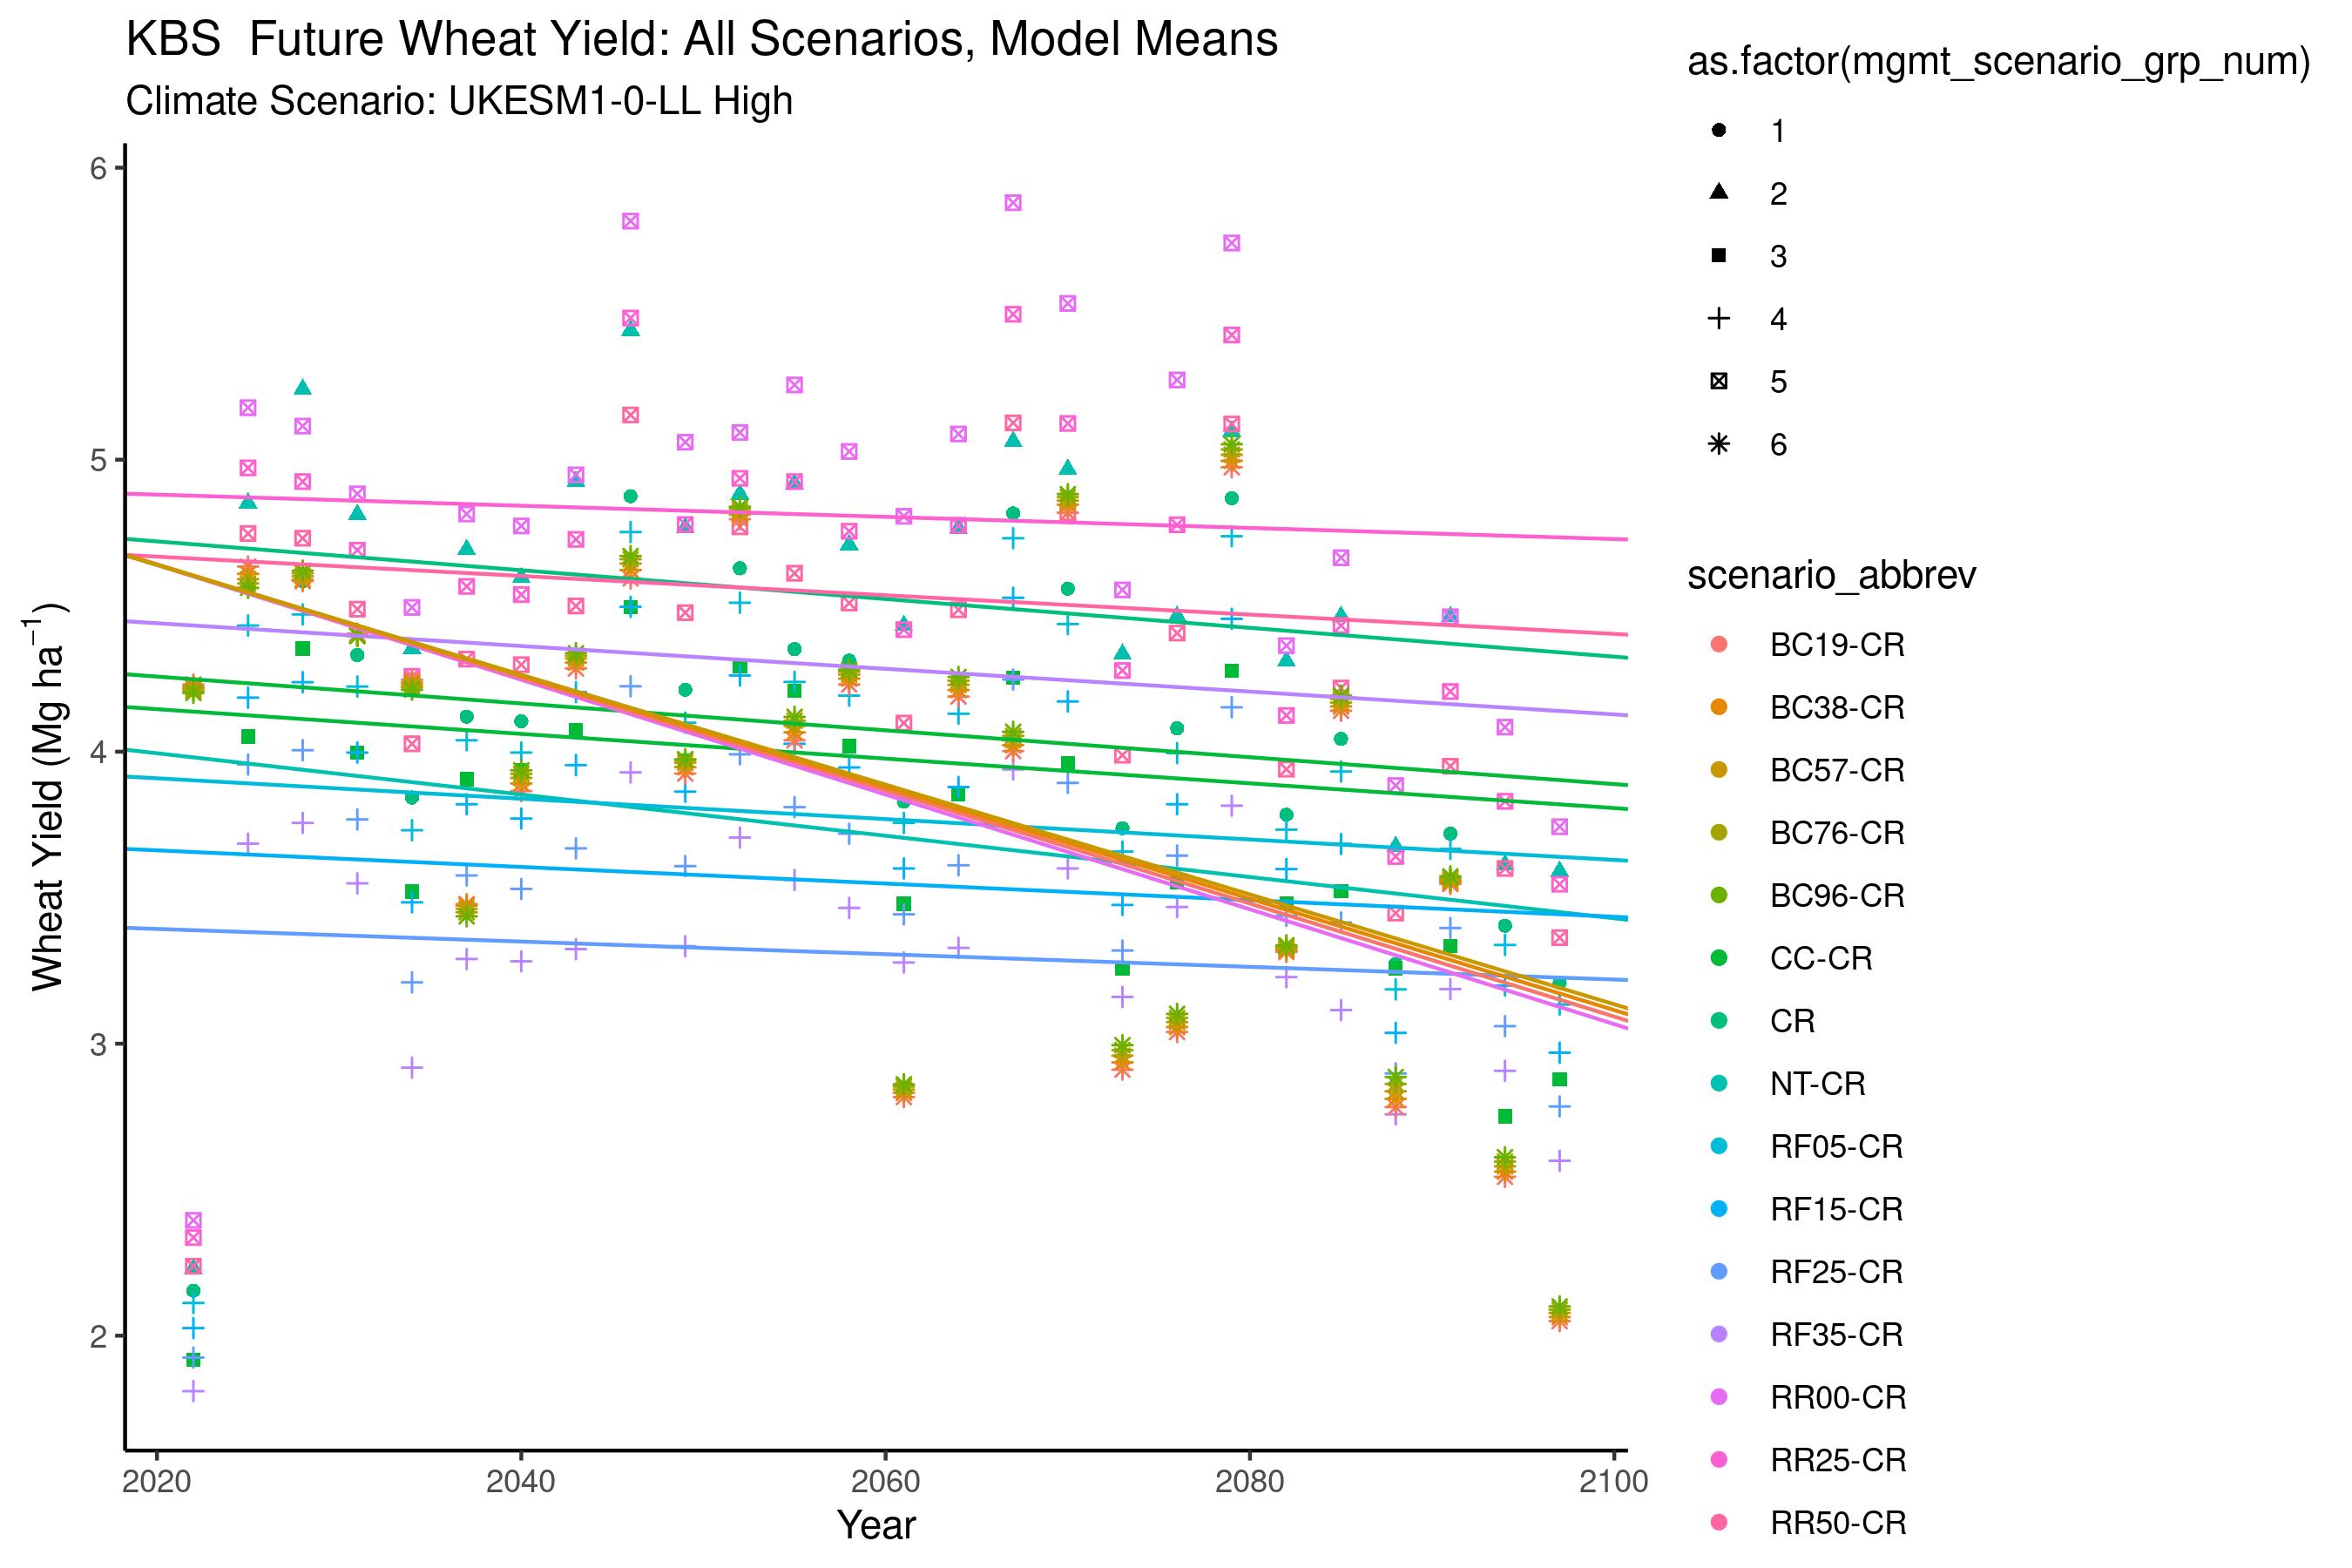 KBS  Future Wheat Yield: All Scenarios, Model Means
Climate Scenario: UKESM1-0-LL High
6
5
4
3
2
Wheat Yield (Mg ha⁻¹)
2020 2040 2060 2080 2100
Year
as.factor(mgmt_scenario_grp_num)
1
2
3
4
5
6
scenario_abbrev
BC19-CR
BC38-CR
BC57-CR
BC76-CR
BC96-CR
CC-CR
CR
NT-CR
RF05-CR
RF15-CR
RF25-CR
RF35-CR
RR00-CR
RR25-CR
RR50-CR